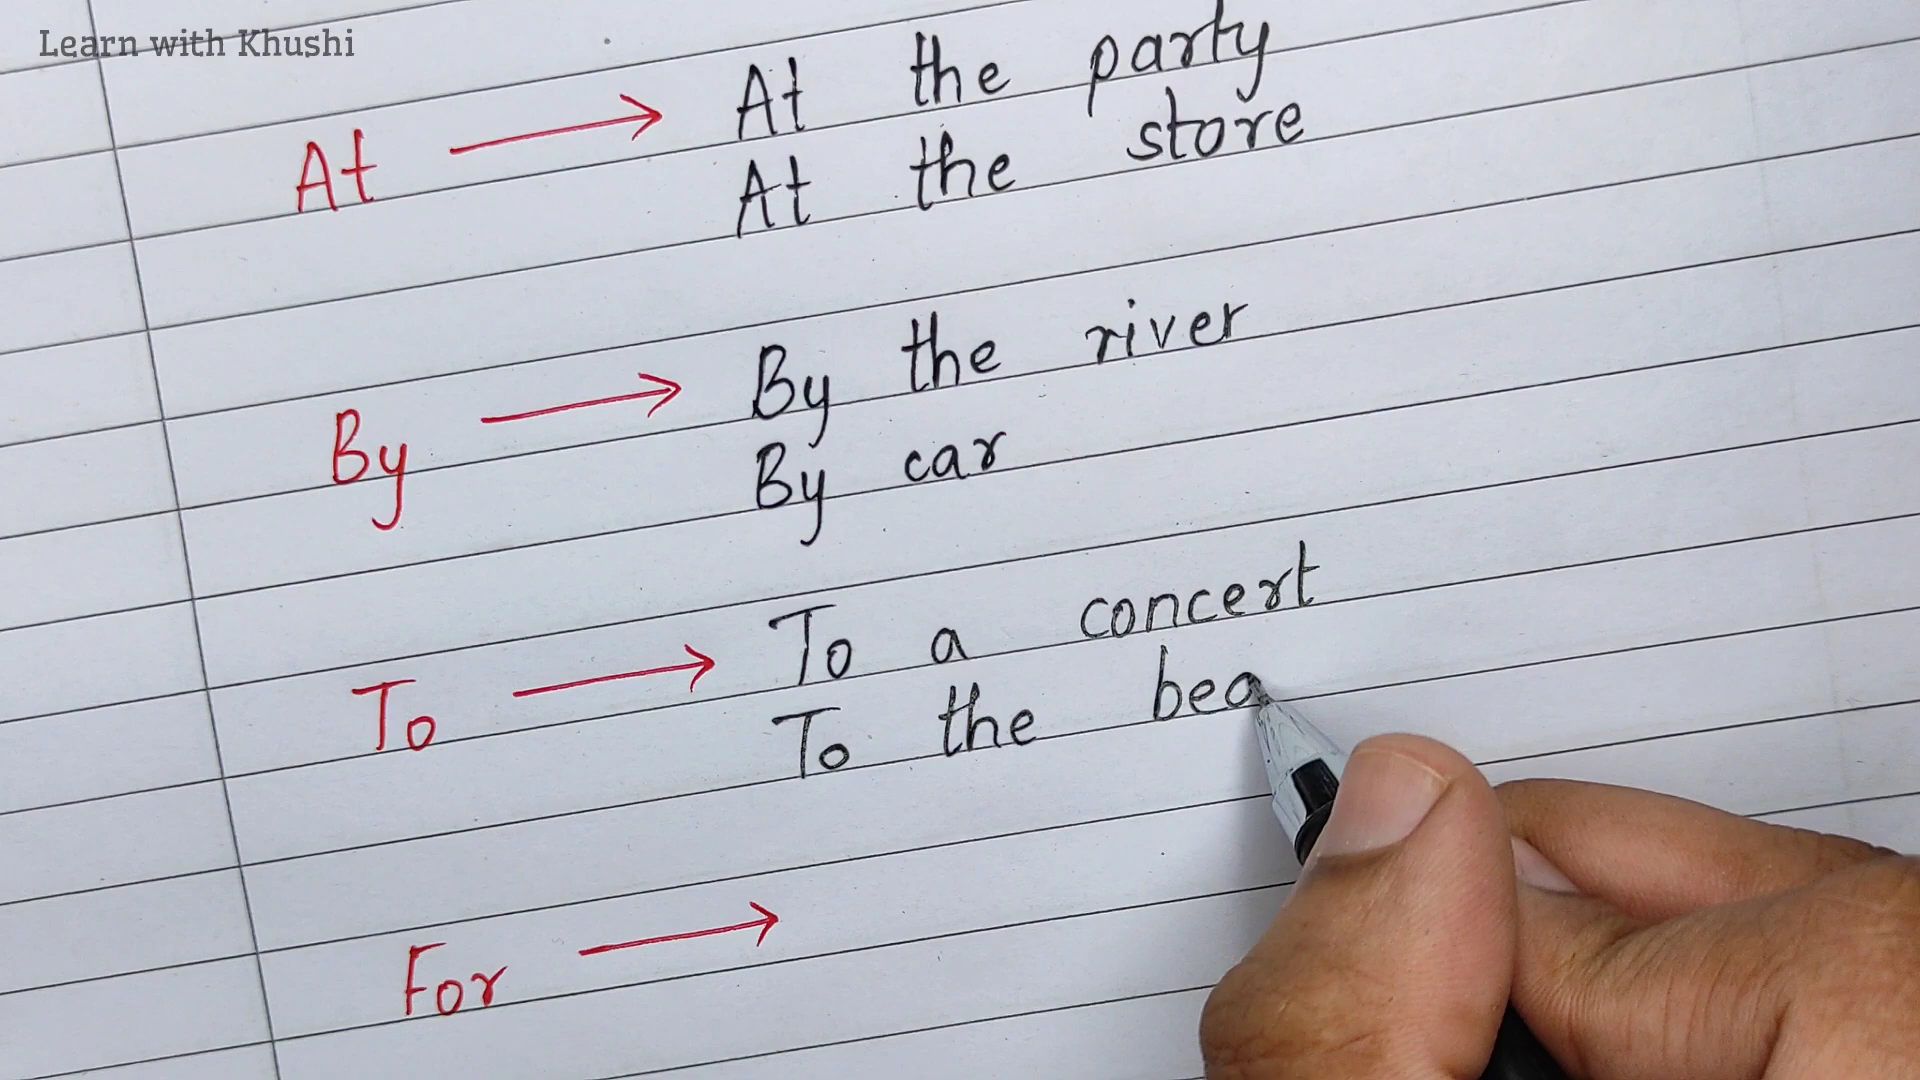 Learn with Khushi
At → At the party
At the store
By → By the river
By car
To → To a concert
To the bea
For →